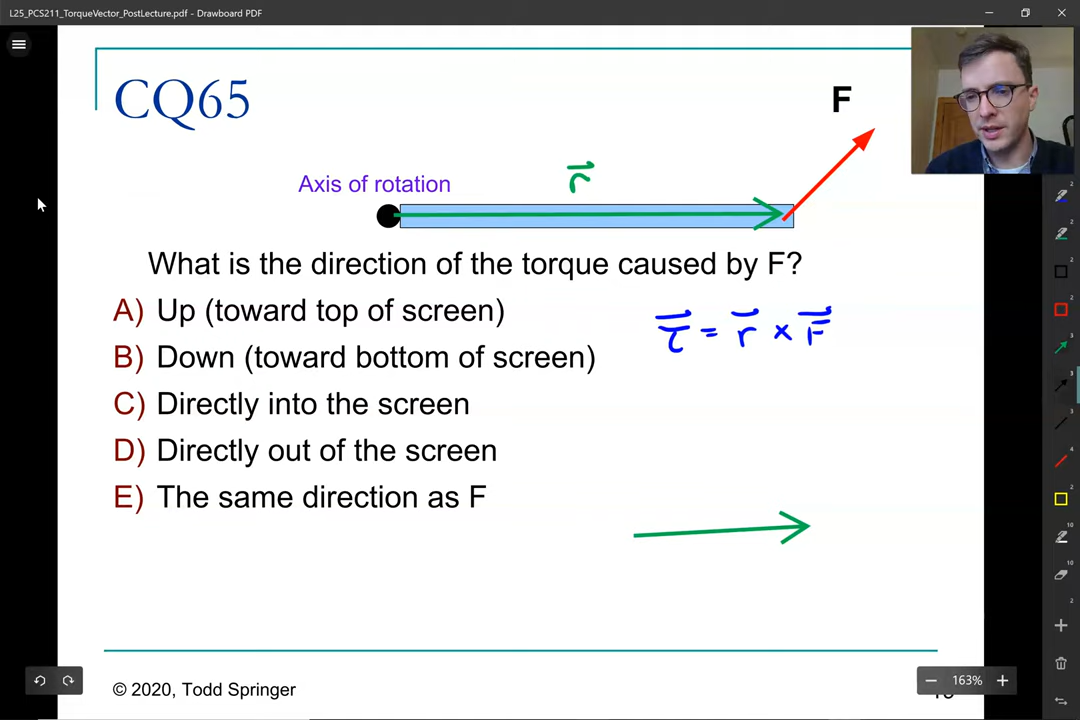 L25_PCS211_TorqueVector_PostLecture.pdf - Drawboard PDF
CQ65
F
r⃗
Axis of rotation
What is the direction of the torque caused by F?
A) Up (toward top of screen)
B) Down (toward bottom of screen)
C) Directly into the screen
D) Directly out of the screen
E) The same direction as F
τ⃗ = r⃗ × F⃗
© 2020, Todd Springer
163%